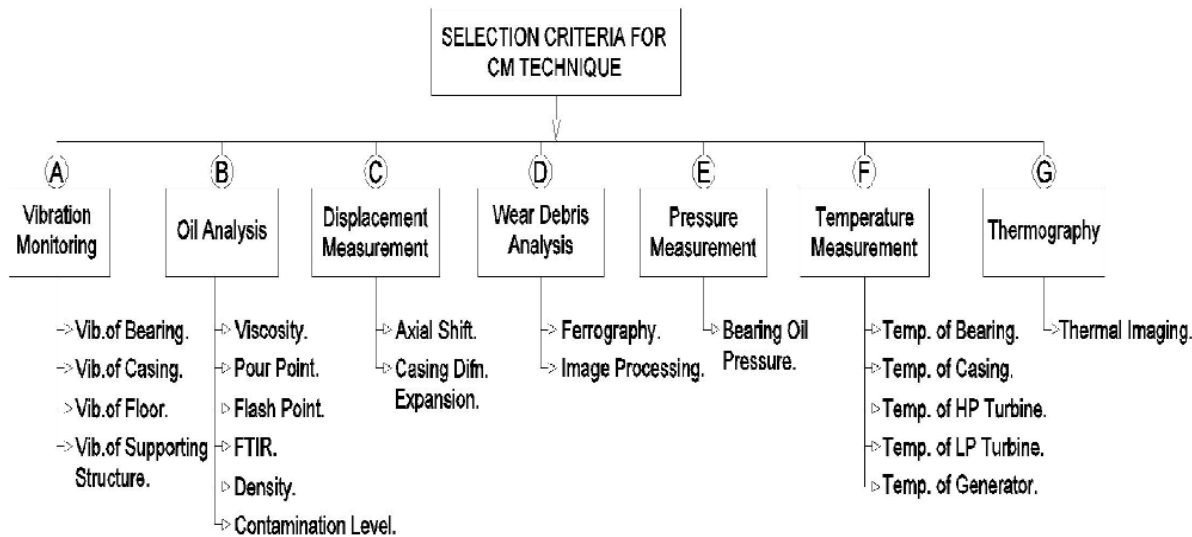 SELECTION CRITERIA FOR
CM TECHNIQUE
A
Vibration
Monitoring
Vib.of Bearing.
Vib.of Casing.
Vib.of Floor.
Vib.of Supporting
Structure.
B
Oil Analysis
Viscosity.
Pour Point.
Flash Point.
FTIR.
Density.
Contamination Level.
C
Displacement
Measurement
Axial Shift.
Casing Difn.
Expansion.
D
Wear Debris
Analysis
Ferrography.
Image Processing.
E
Pressure
Measurement
Bearing Oil
Pressure.
F
Temperature
Measurement
Temp. of Bearing.
Temp. of Casing.
Temp. of HP Turbine.
Temp. of LP Turbine.
Temp. of Generator.
G
Thermography
Thermal Imaging.